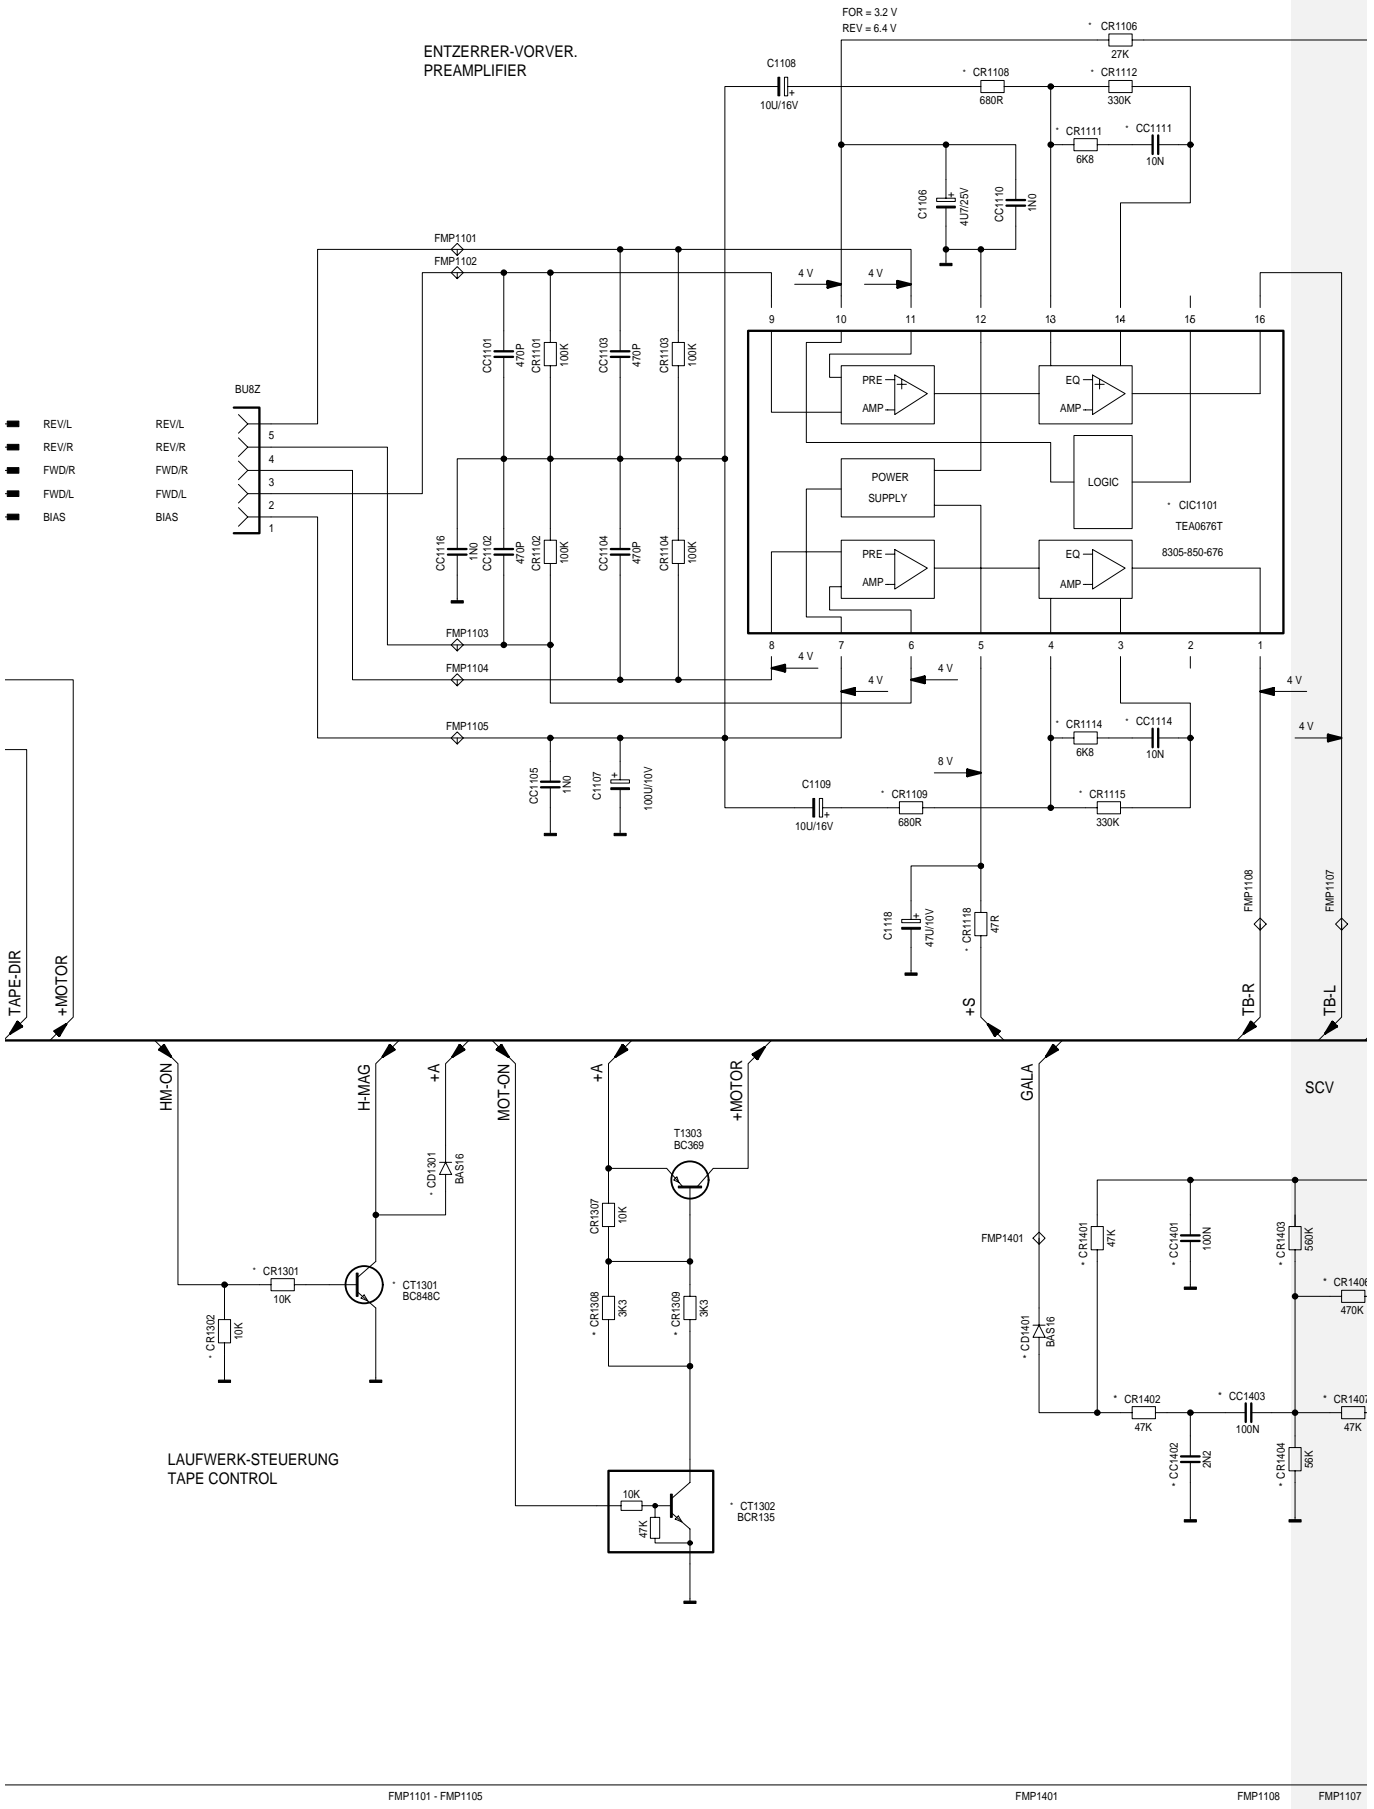 FOR = 3.2 V
REV = 6.4 V
* CR1106
27K
ENTZERRER-VORVER.
PREAMPLIFIER
C1108
10U/16V
+
* CR1108
680R
* CR1112
330K
* CR1111
6K8
* CC1111
10N
C1106
4U7/25V
+
CC1110
1N0
FMP1101
FMP1102
4 V
4 V
9
10
11
12
13
14
15
16
CC1101
470P
CR1101
100K
CC1103
470P
CR1103
100K
PRE
AMP
+
EQ
AMP
+
BU8Z
REV/L
REV/L
5
REV/R
REV/R
4
FWD/R
FWD/R
3
FWD/L
FWD/L
2
BIAS
BIAS
1
POWER
SUPPLY
LOGIC
* CIC1101
TEA0676T
8305-850-676
CC1116
1N0
CC1102
470P
CR1102
100K
CC1104
470P
CR1104
100K
PRE
AMP
EQ
AMP
FMP1103
8
7
6
5
4
3
2
1
FMP1104
4 V
4 V
4 V
4 V
FMP1105
* CR1114
6K8
* CC1114
10N
4 V
CC1105
1N0
C1107
100U/10V
+
8 V
C1109
10U/16V
+
* CR1109
680R
* CR1115
330K
C1118
47U/10V
+
* CR1118
47R
FMP1108
FMP1107
TAPE-DIR
+MOTOR
+S
TB-R
TB-L
HM-ON
H-MAG
+A
MOT-ON
+A
+MOTOR
GALA
SCV
T1303
BC369
* CD1301
BAS16
CR1307
10K
FMP1401
* CR1401
47K
* CC1401
100N
* CR1403
560K
* CR1301
10K
* CT1301
BC848C
* CR1302
10K
* CR1308
3K3
* CR1309
3K3
* CD1401
BAS16
* CR1406
470K
* CR1402
47K
* CC1403
100N
* CR1407
47K
LAUFWERK-STEUERUNG
TAPE CONTROL
* CC1402
2N2
* CR1404
56K
10K
47K
* CT1302
BCR135
FMP1101 - FMP1105
FMP1401
FMP1108
FMP1107